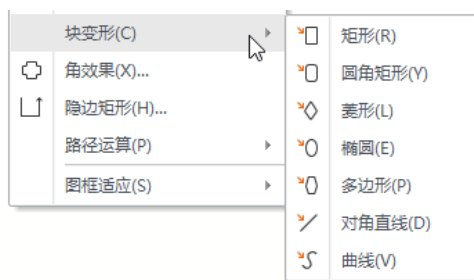 块变形(C)
角效果(X)...
隐边矩形(H)...
路径运算(P)
图框适应(S)
矩形(R)
圆角矩形(Y)
菱形(L)
椭圆(E)
多边形(P)
对角直线(D)
曲线(V)